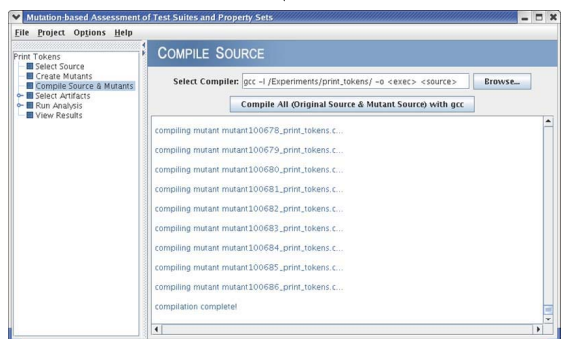 Mutation-based Assessment of Test Suites and Property Sets
File Project Options Help
Print Tokens
Select Source
Create Mutants
Compile Source & Mutants
Select Artifacts
Run Analysis
View Results
COMPILE SOURCE
Select Compiler: gcc -I /Experiments/print_tokens/ -o <exec> <source> Browse...
Compile All (Original Source & Mutant Source) with gcc
compiling mutant mutant100678_print_tokens.c...
compiling mutant mutant100679_print_tokens.c...
compiling mutant mutant100680_print_tokens.c...
compiling mutant mutant100681_print_tokens.c...
compiling mutant mutant100682_print_tokens.c...
compiling mutant mutant100683_print_tokens.c...
compiling mutant mutant100684_print_tokens.c...
compiling mutant mutant100685_print_tokens.c...
compiling mutant mutant100686_print_tokens.c...
compilation complete!